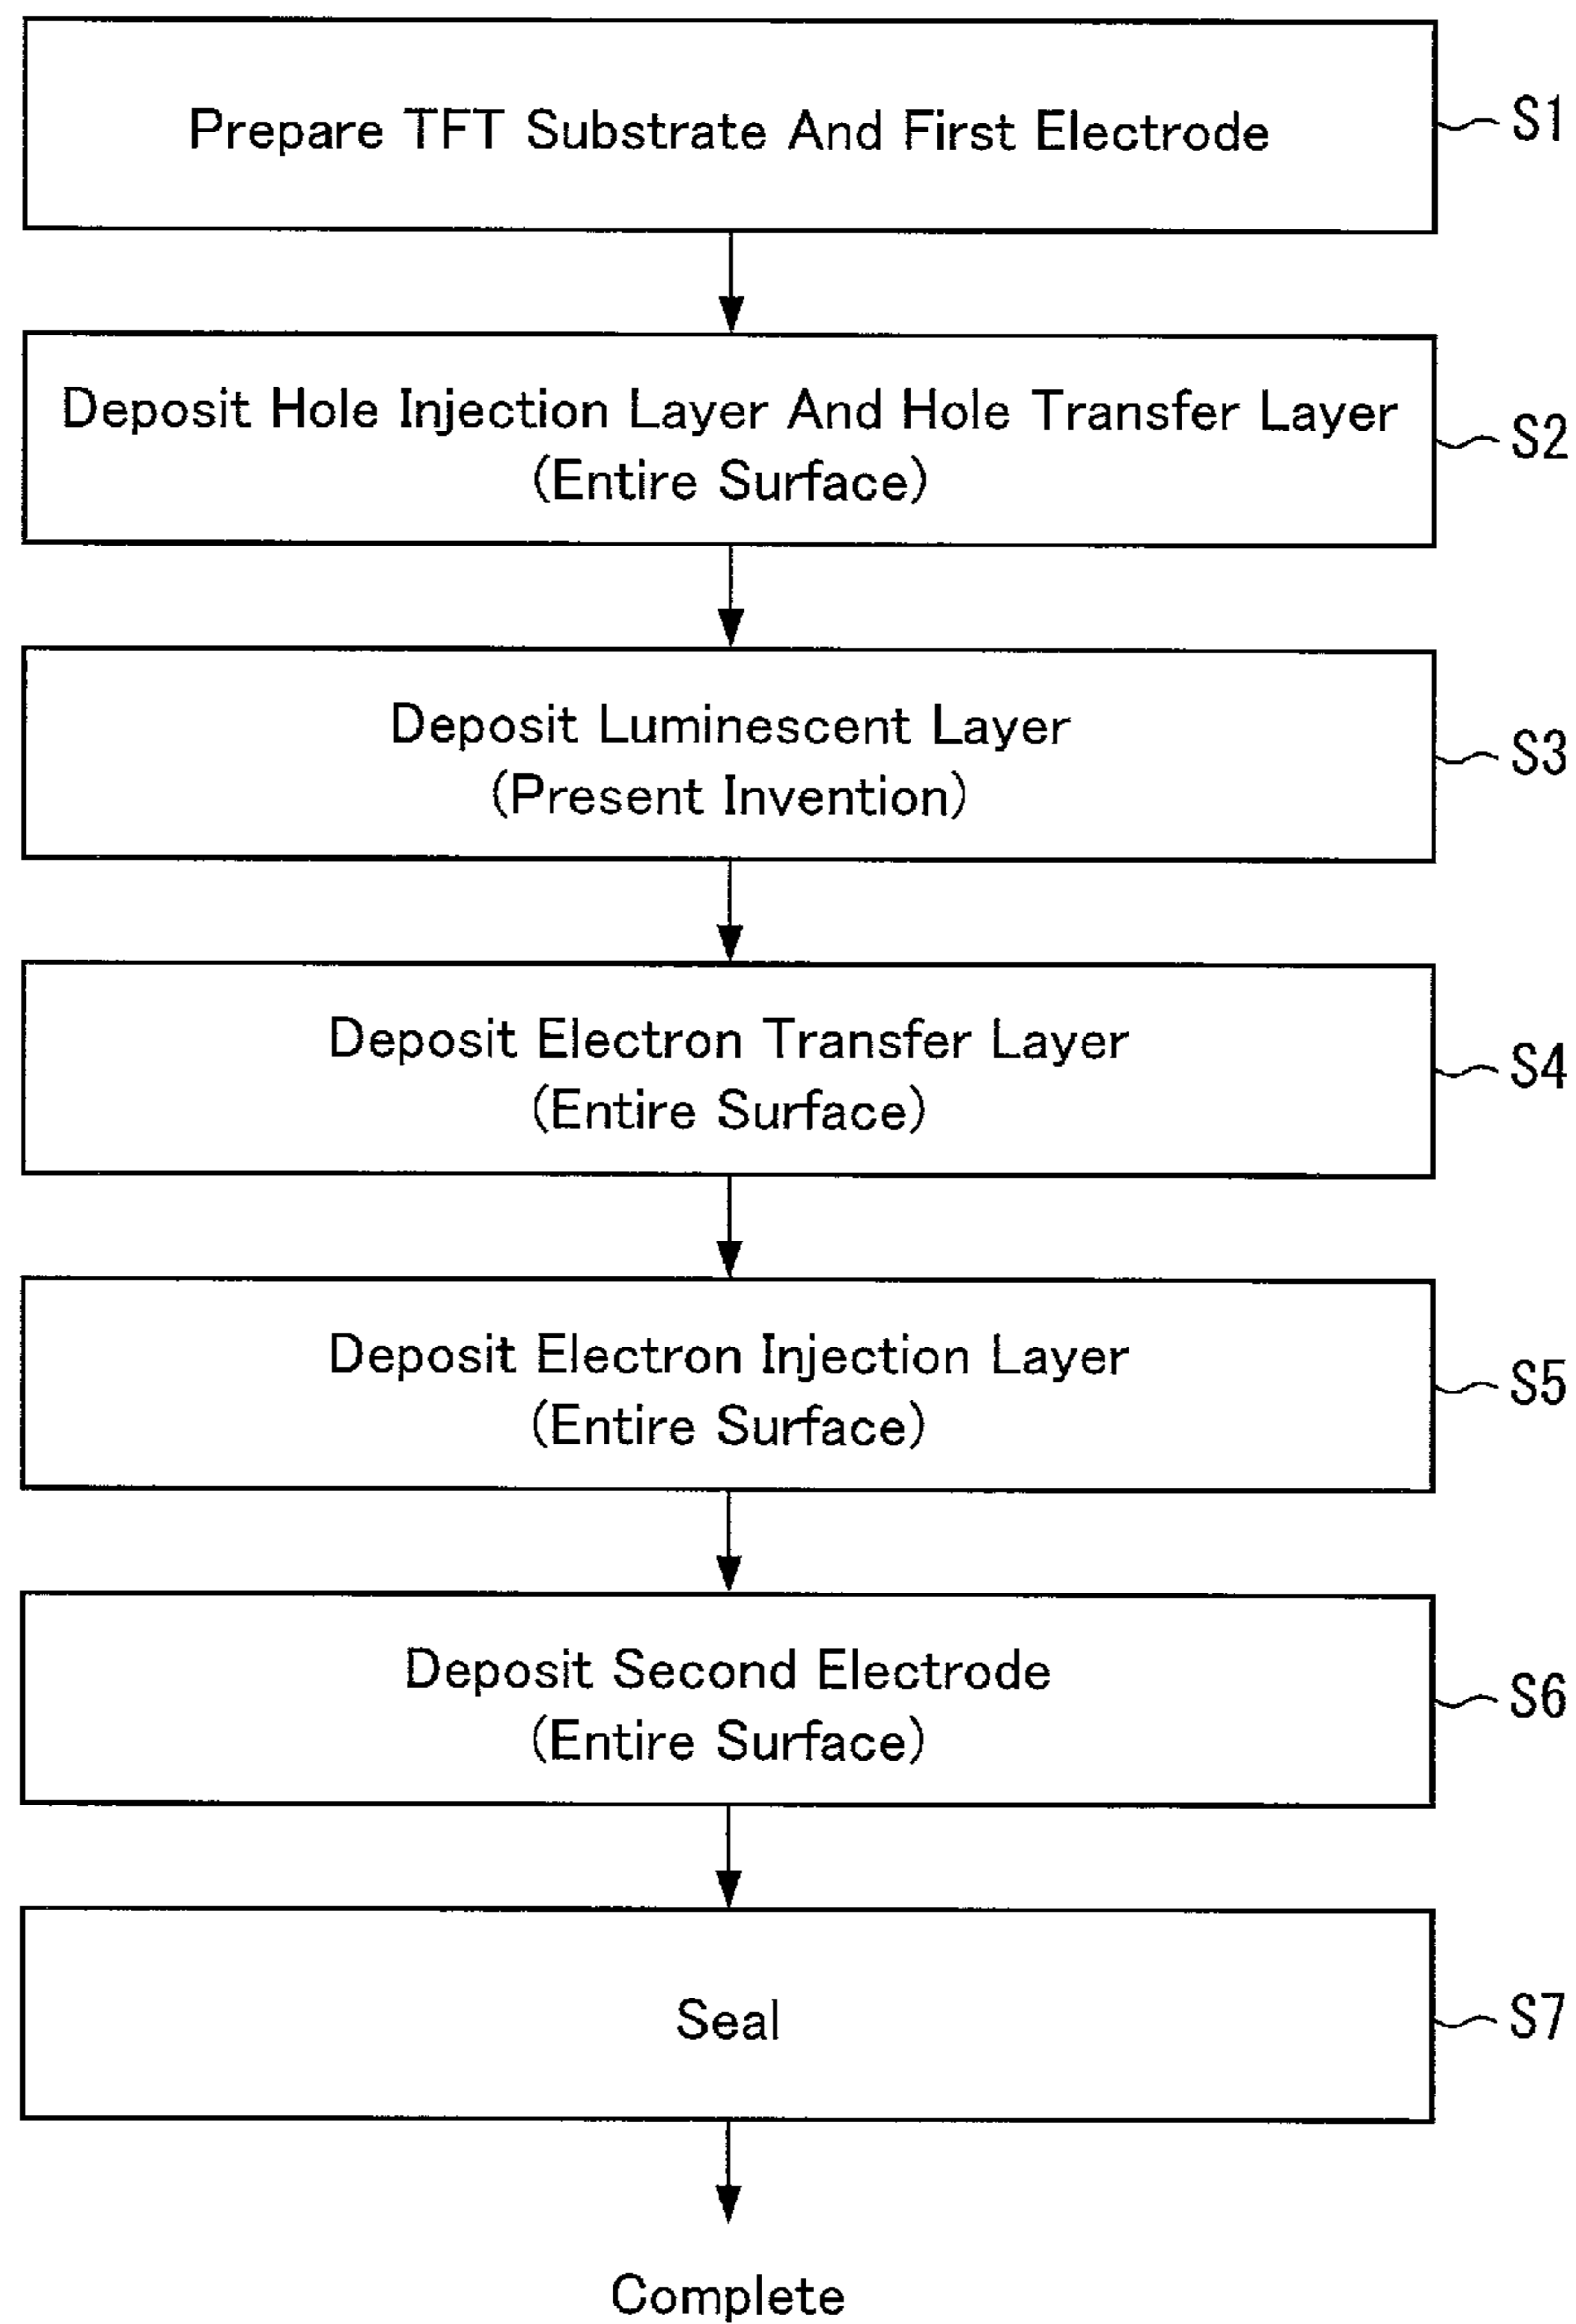 Prepare TFT Substrate And First Electrode
S1
Deposit Hole Injection Layer And Hole Transfer Layer
(Entire Surface)
S2
Deposit Luminescent Layer
(Present Invention)
S3
Deposit Electron Transfer Layer
(Entire Surface)
S4
Deposit Electron Injection Layer
(Entire Surface)
S5
Deposit Second Electrode
(Entire Surface)
S6
Seal
S7
Complete